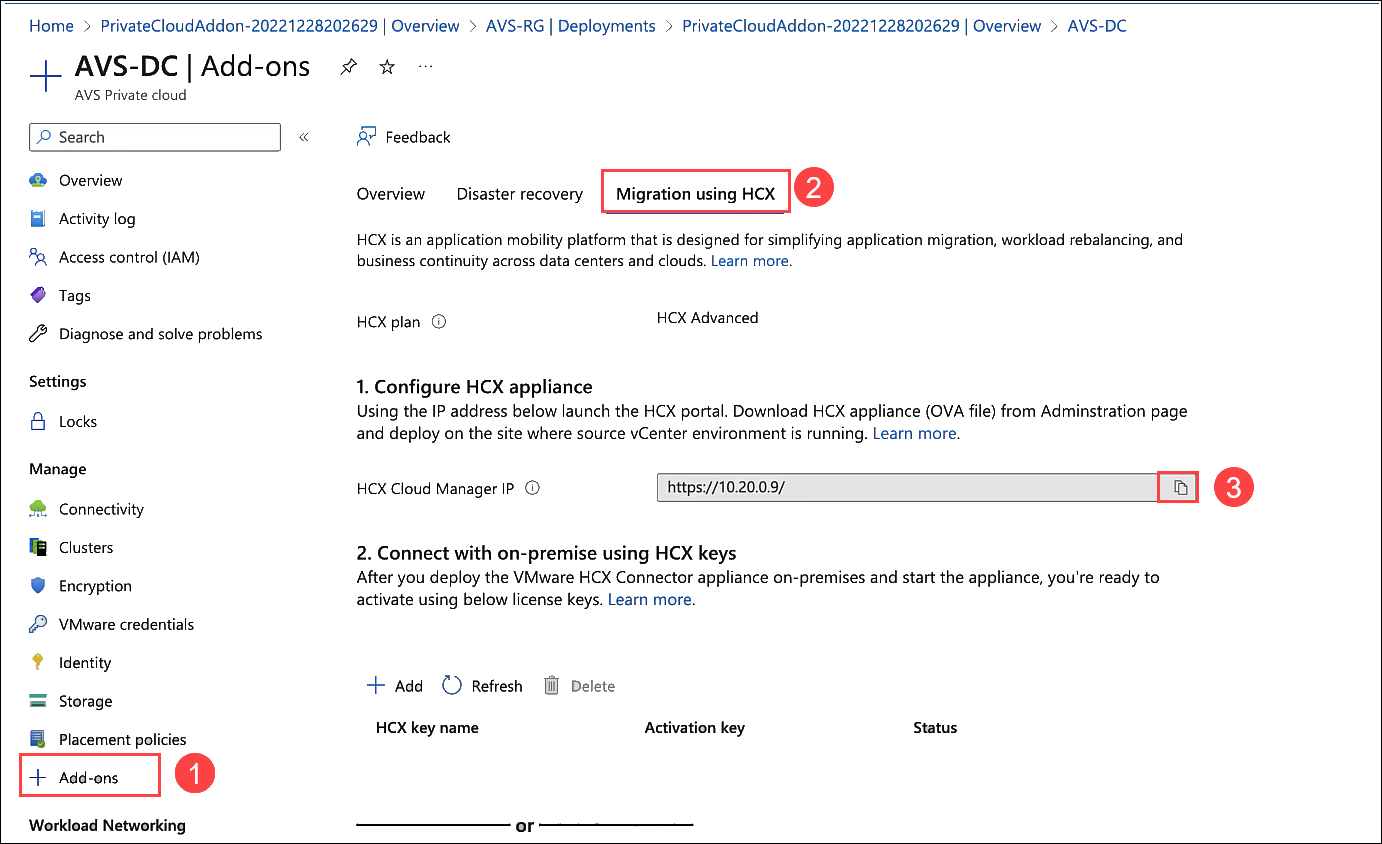 Home > PrivateCloudAddon-20221228202629 | Overview > AVS-RG | Deployments > PrivateCloudAddon-20221228202629 | Overview > AVS-DC
AVS-DC | Add-ons
AVS Private cloud
Search
Overview
Activity log
Access control (IAM)
Tags
Diagnose and solve problems
Settings
Locks
Manage
Connectivity
Clusters
Encryption
VMware credentials
Identity
Storage
Placement policies
Add-ons 1
Workload Networking
Feedback
Overview Disaster recovery Migration using HCX 2
HCX is an application mobility platform that is designed for simplifying application migration, workload rebalancing, and
business continuity across data centers and clouds. Learn more.
HCX plan HCX Advanced
1. Configure HCX appliance
Using the IP address below launch the HCX portal. Download HCX appliance (OVA file) from Adminstration page
and deploy on the site where source vCenter environment is running. Learn more.
HCX Cloud Manager IP https://10.20.0.9/ 3
2. Connect with on-premise using HCX keys
After you deploy the VMware HCX Connector appliance on-premises and start the appliance, you're ready to
activate using below license keys. Learn more.
Add Refresh Delete
HCX key name Activation key Status
or